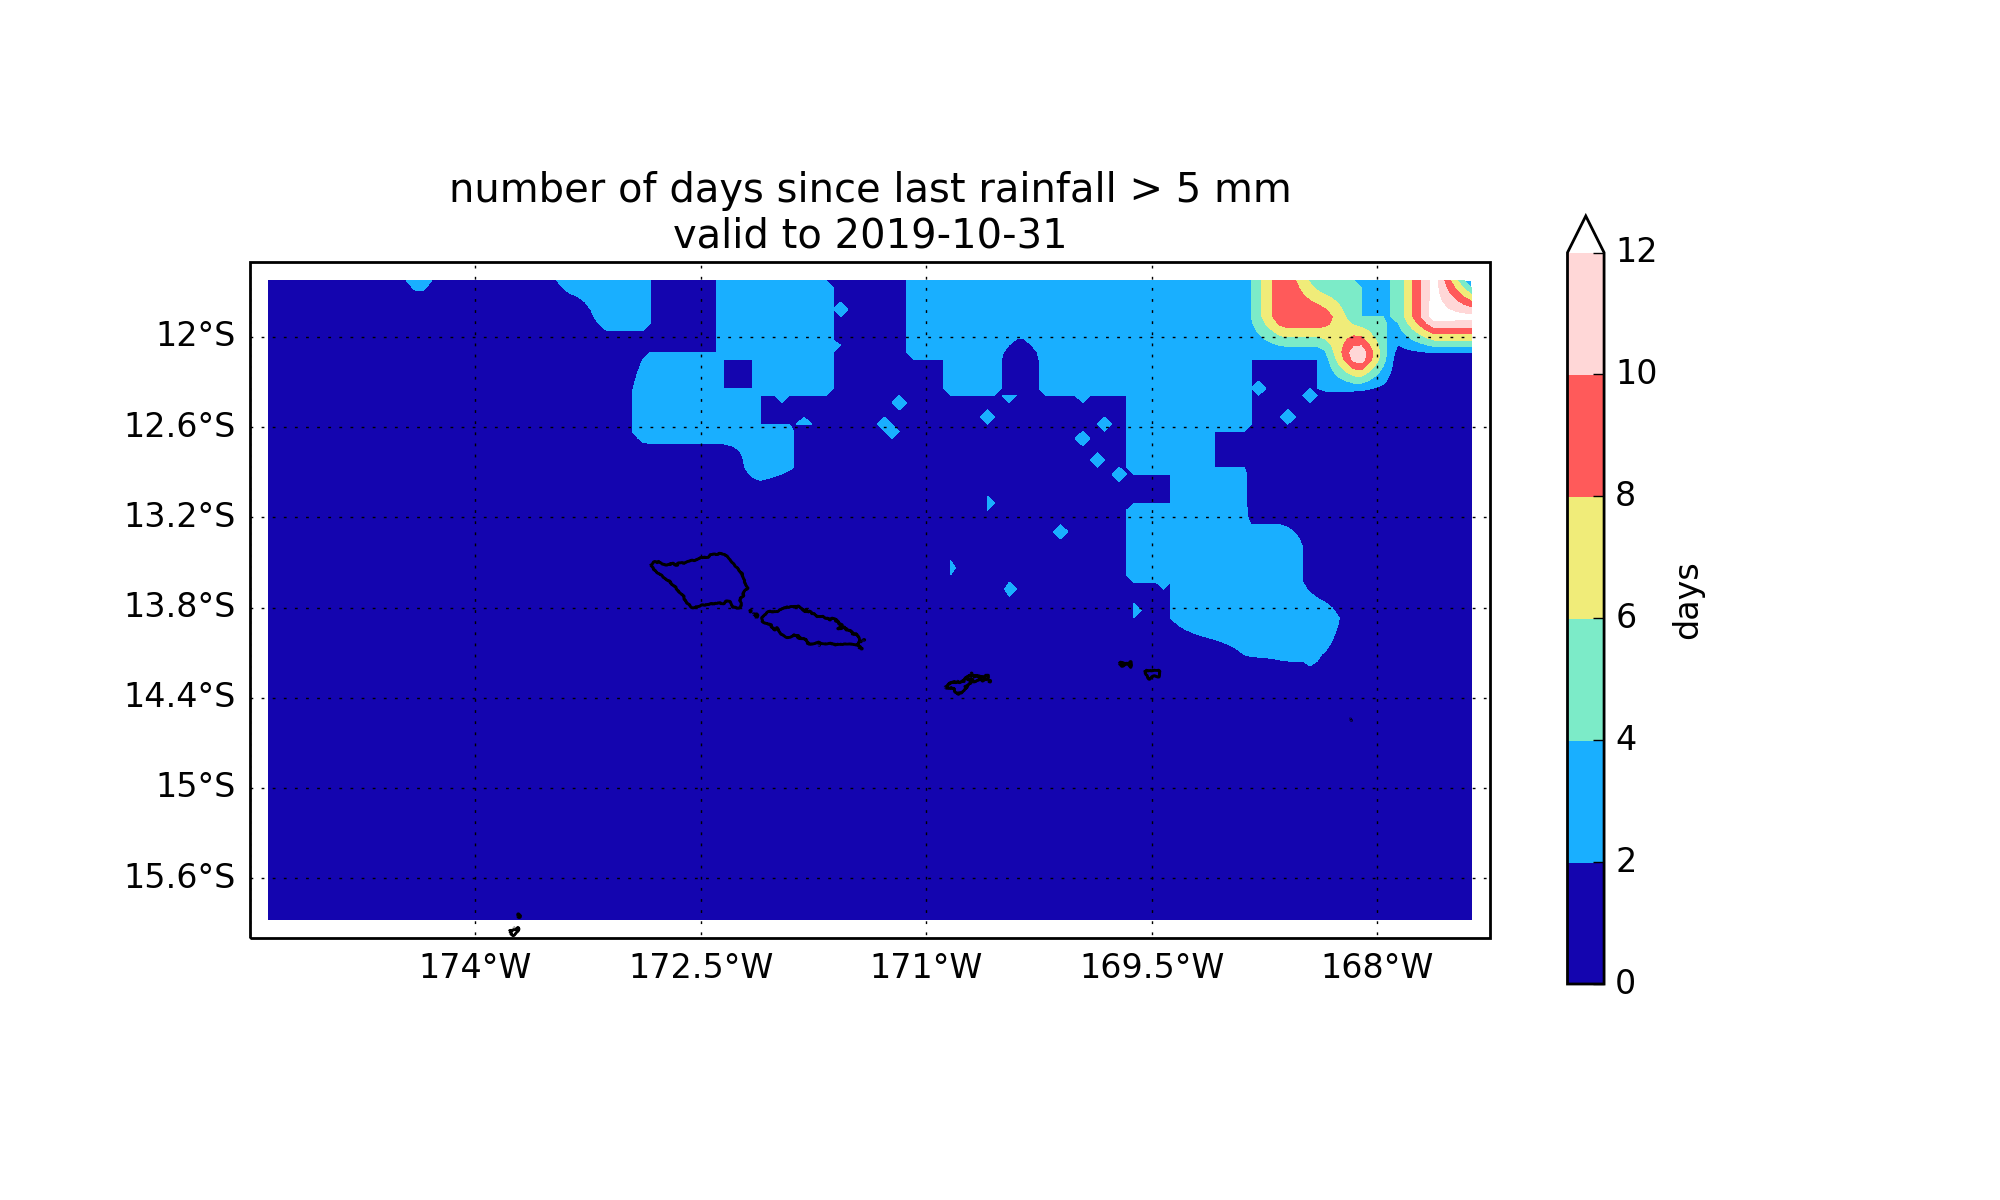 number of days since last rainfall > 5 mm
valid to 2019-10-31
12°S
12.6°S
13.2°S
13.8°S
14.4°S
15°S
15.6°S
174°W
172.5°W
171°W
169.5°W
168°W
12
10
8
6
4
2
0
days